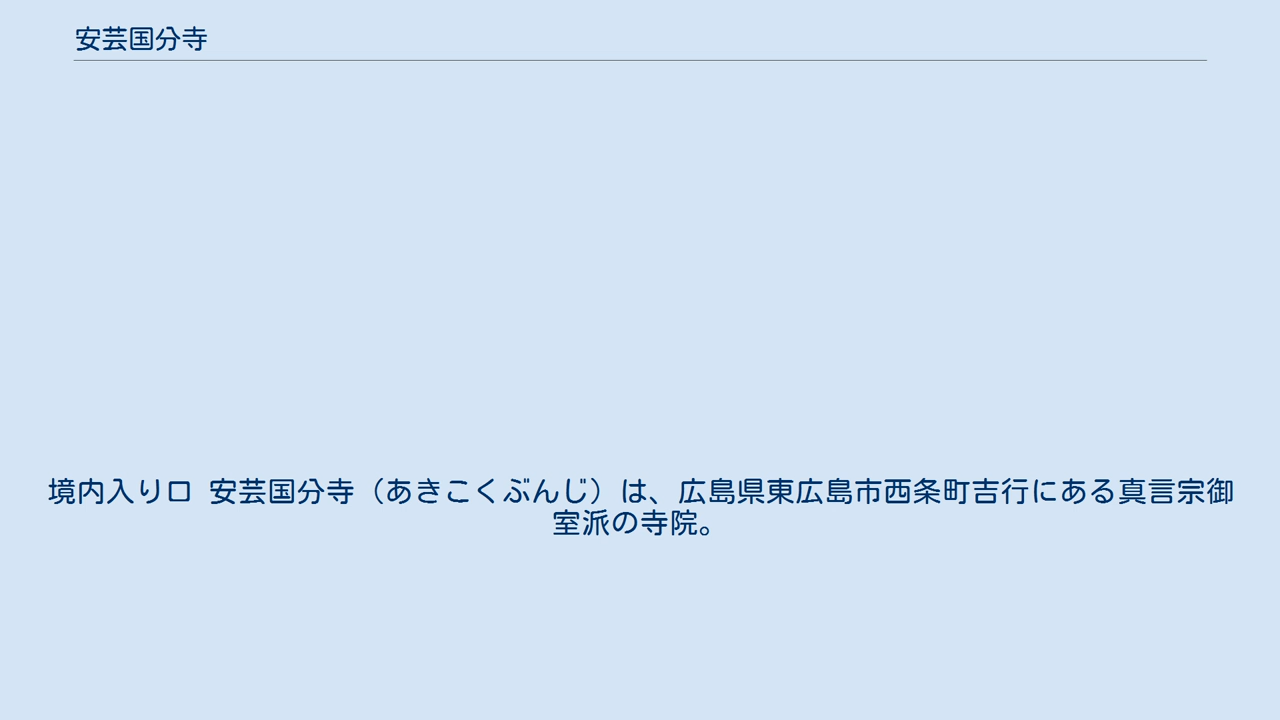 安芸国分寺
境内入り口 安芸国分寺（あきこくぶんじ）は、広島県東広島市西条町吉行にある真言宗御
室派の寺院。